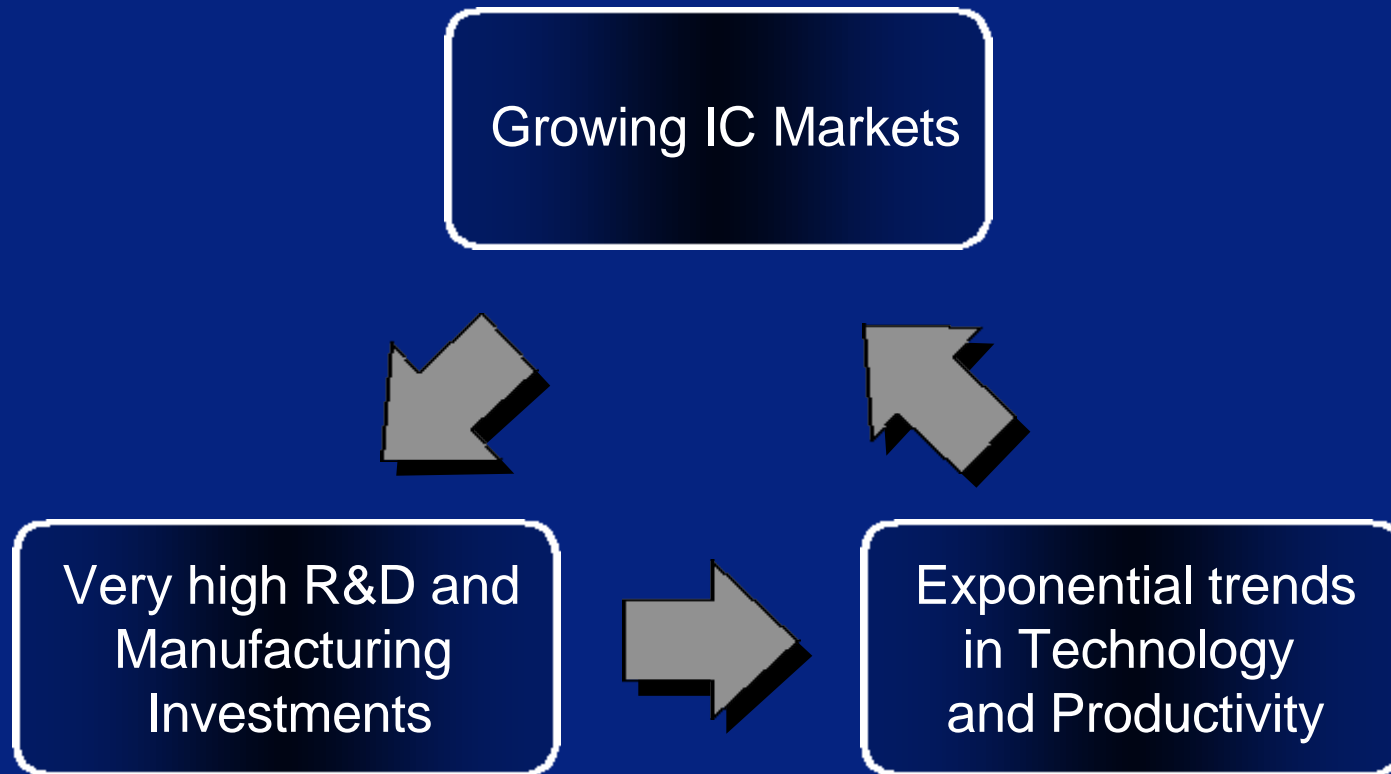 Growing IC Markets
Very high R&D and
Manufacturing
Investments
Exponential trends
in Technology
and Productivity